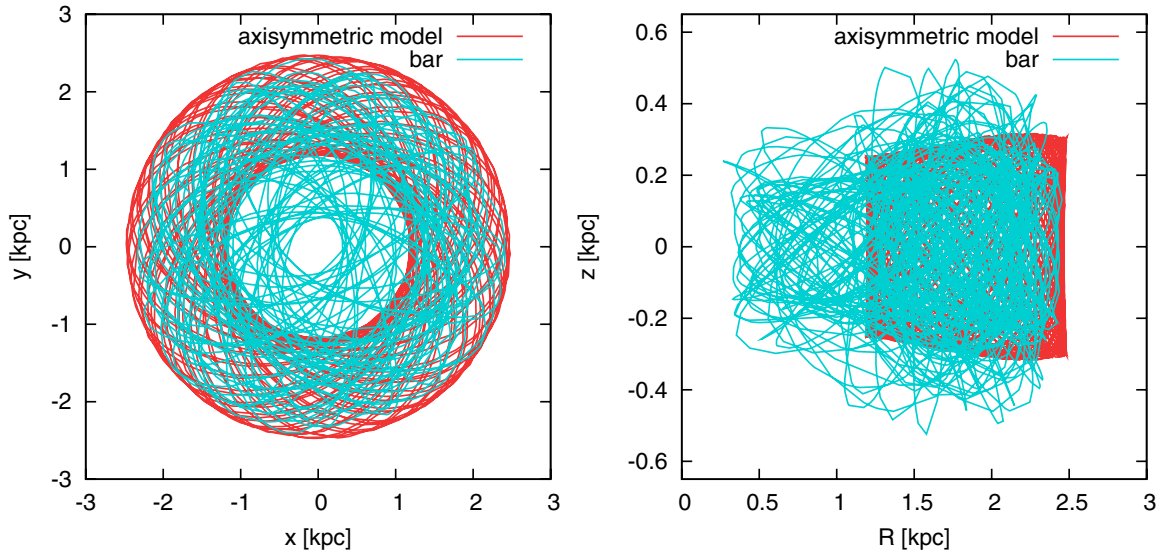 axisymmetric model
bar
y [kpc]
3
2
1
0
-1
-2
-3
-3 -2 -1 0 1 2 3
x [kpc]
axisymmetric model
bar
z [kpc]
0.6
0.4
0.2
0
-0.2
-0.4
-0.6
0 0.5 1 1.5 2 2.5 3
R [kpc]